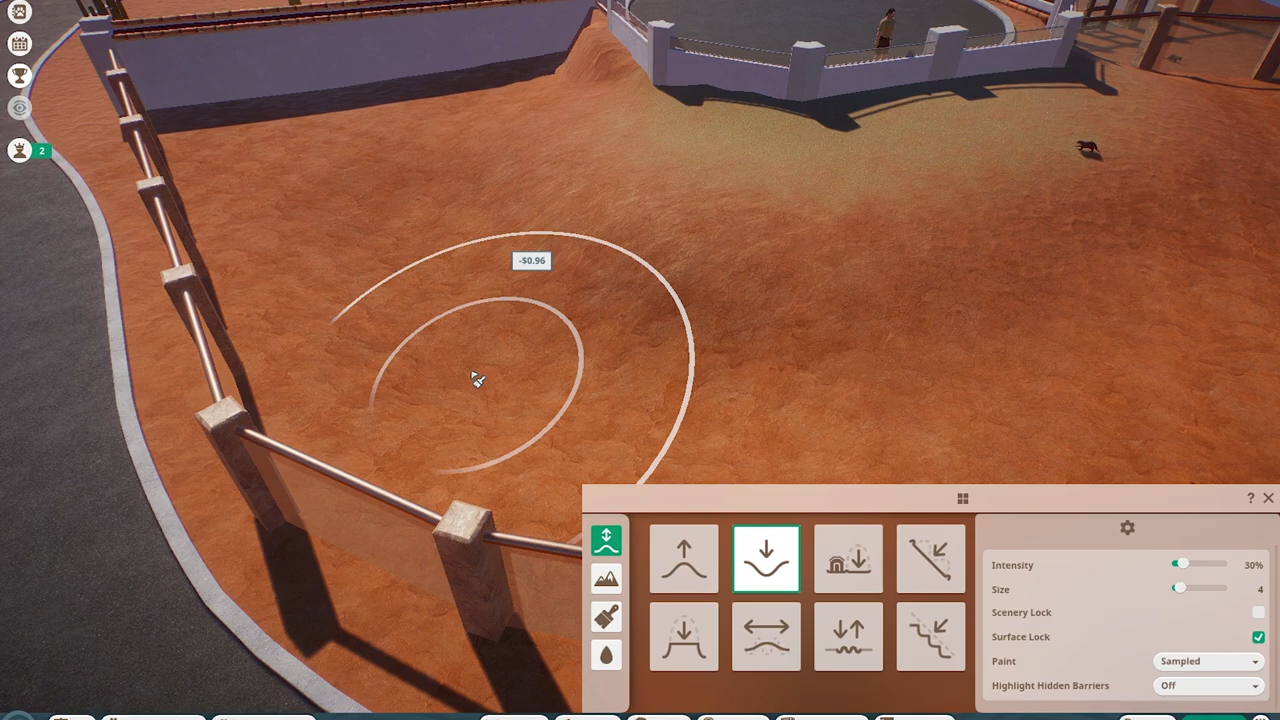 2
-$0.96
?
Intensity 30%
Size 4
Scenery Lock
Surface Lock
Paint Sampled
Highlight Hidden Barriers Off